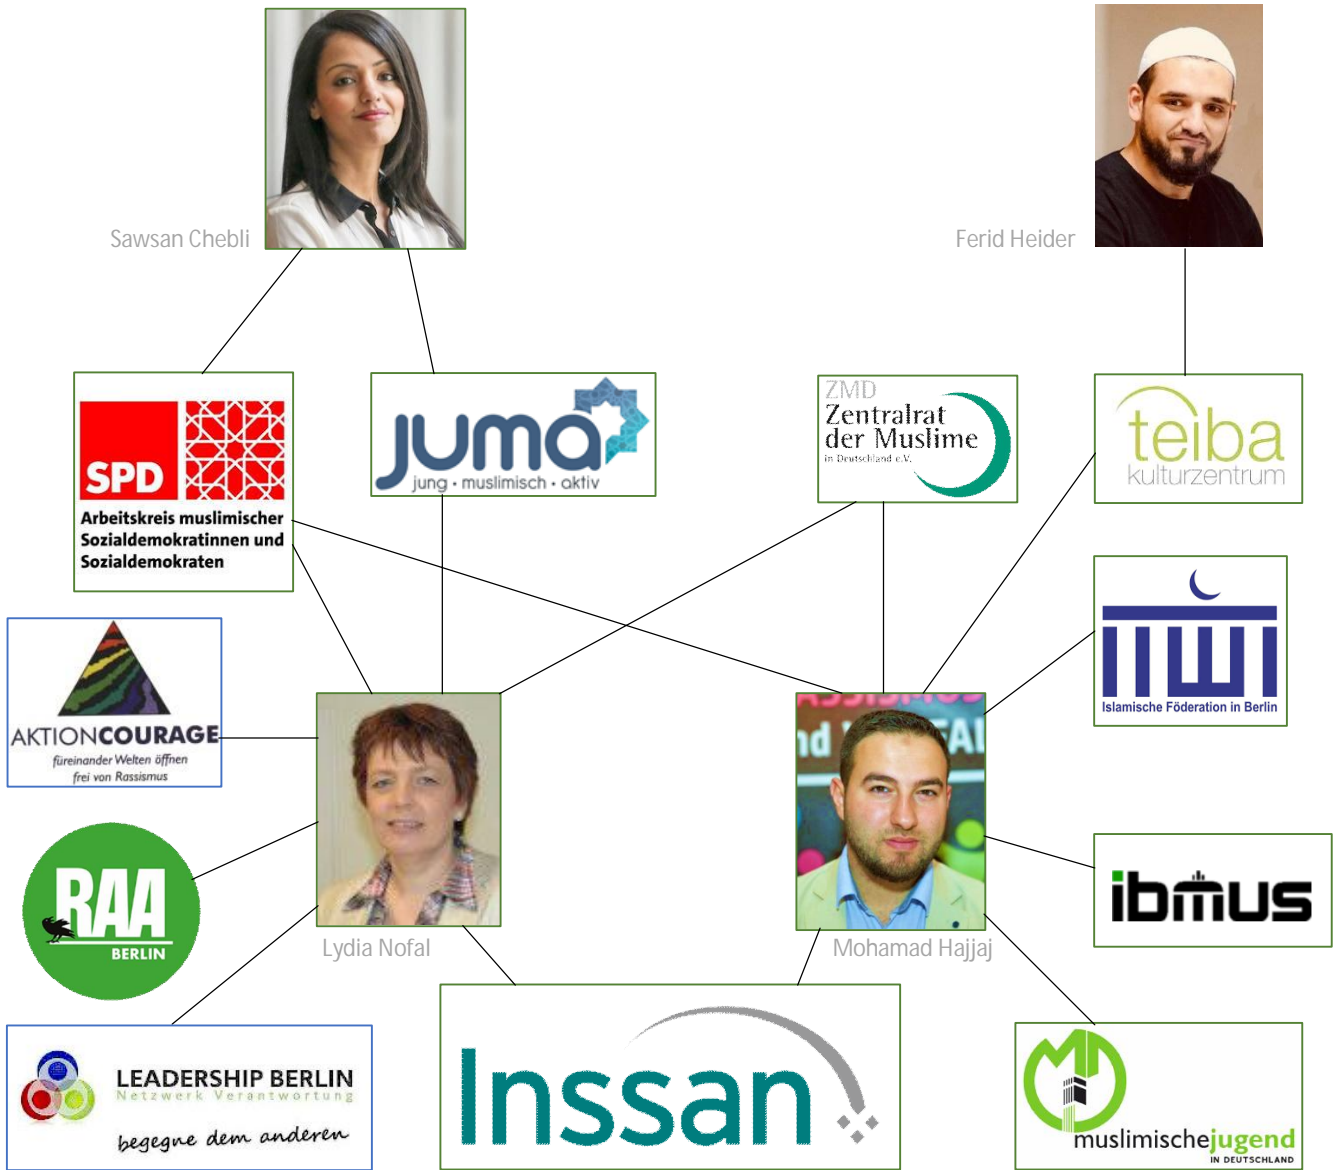 Sawsan Chebli
Ferid Heider
SPD
Arbeitskreis muslimischer
Sozialdemokratinnen und
Sozialdemokraten
juma
jung • muslimisch • aktiv
ZMD
Zentralrat
der Muslime
in Deutschland e.V.
teiba
kulturzentrum
AKTIONCOURAGE
füreinander Welten öffnen
frei von Rassismus
Islamische Föderation in Berlin
RAA
BERLIN
Lydia Nofal
Mohamad Hajjaj
ibmus
LEADERSHIP BERLIN
Netzwerk Verantwortung
begegne dem anderen
Inssan
muslimischejugend
IN DEUTSCHLAND